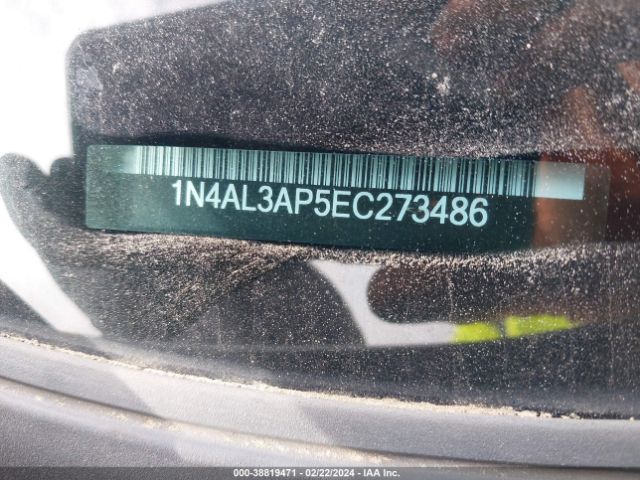 1N4AL3AP5EC273486
000-38819471 - 02/22/2024 - IAA Inc.